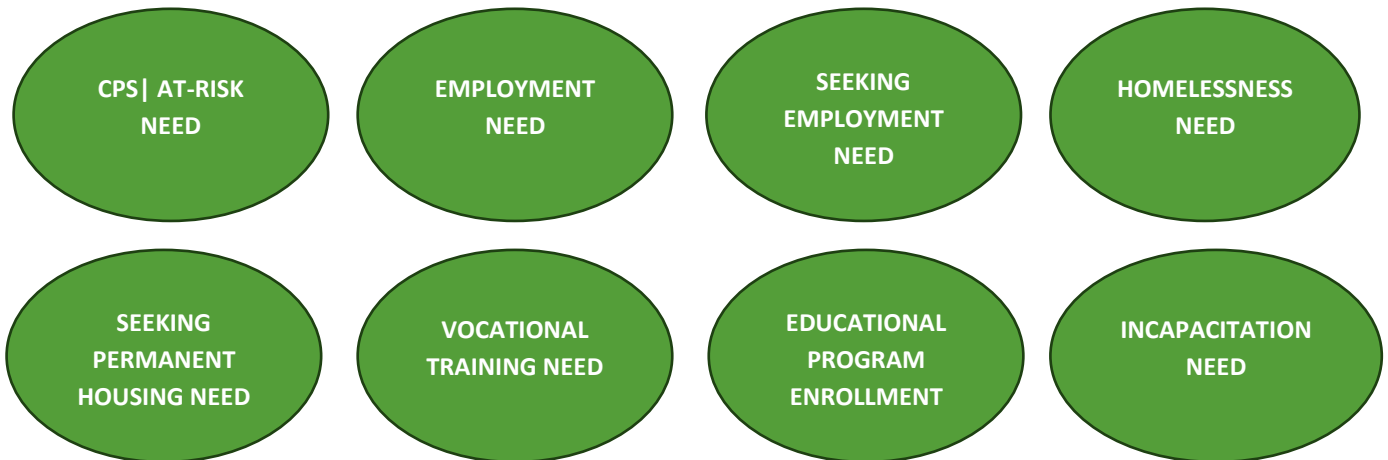 CPS| AT-RISK
NEED
EMPLOYMENT
NEED
SEEKING
EMPLOYMENT
NEED
HOMELESSNESS
NEED
SEEKING
PERMANENT
HOUSING NEED
VOCATIONAL
TRAINING NEED
EDUCATIONAL
PROGRAM
ENROLLMENT
INCAPACITATION
NEED